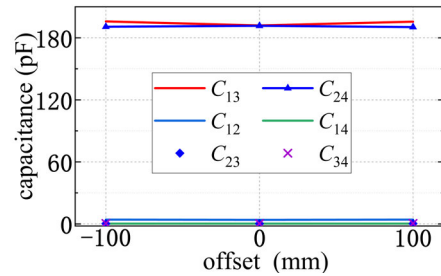 capacitance (pF)
180
120
60
0
C13 C24
C12 C14
C23 C34
-100 0 100
offset (mm)